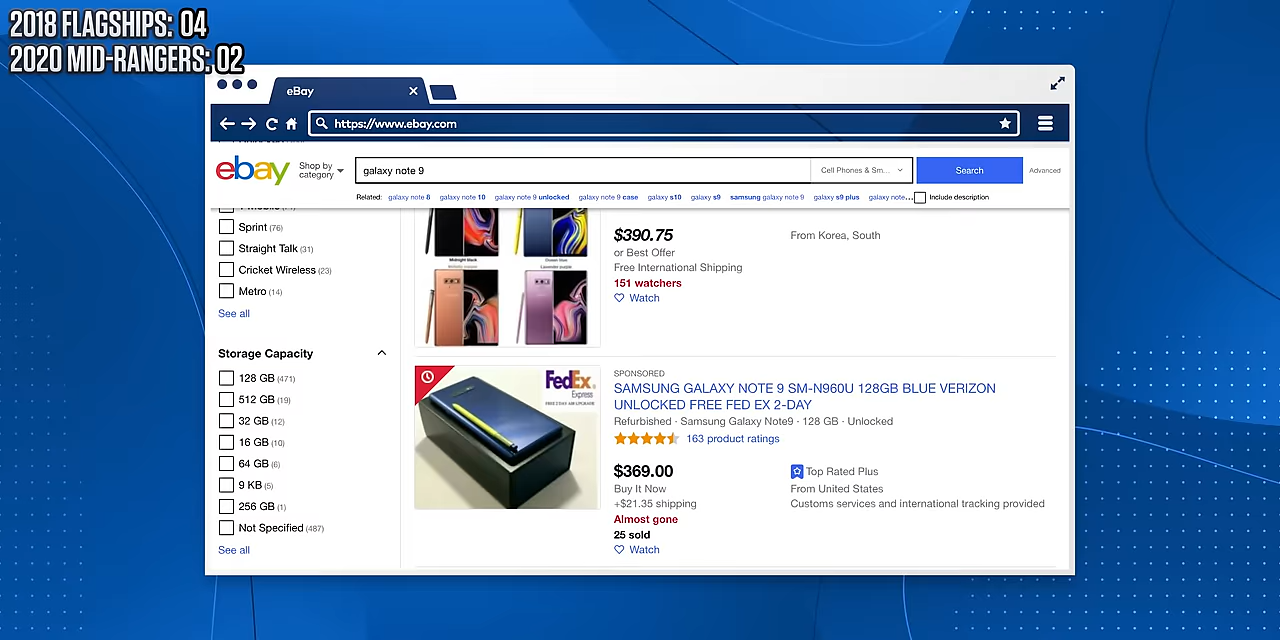 2018 FLAGSHIPS: 04
2020 MID-RANGERS: 02
eBay
https://www.ebay.com
ebay
Shop by category
galaxy note 9
Cell Phones & Sm...
Search
Advanced
Related: galaxy note 8 galaxy note 10 galaxy note 9 unlocked galaxy note 9 case galaxy s10 galaxy s9 samsung galaxy note 9 galaxy s9 plus galaxy note...
Include description
Sprint (76)
Straight Talk (31)
Cricket Wireless (23)
Metro (14)
See all
Storage Capacity
128 GB (471)
512 GB (19)
32 GB (12)
16 GB (10)
64 GB (6)
9 KB (5)
256 GB (1)
Not Specified (487)
See all
$390.75
or Best Offer
Free International Shipping
151 watchers
Watch
From Korea, South
FedEx
Express
SPONSORED
SAMSUNG GALAXY NOTE 9 SM-N960U 128GB BLUE VERIZON
UNLOCKED FREE FED EX 2-DAY
Refurbished · Samsung Galaxy Note9 · 128 GB · Unlocked
163 product ratings
$369.00
Buy It Now
+$21.35 shipping
Almost gone
25 sold
Watch
Top Rated Plus
From United States
Customs services and international tracking provided